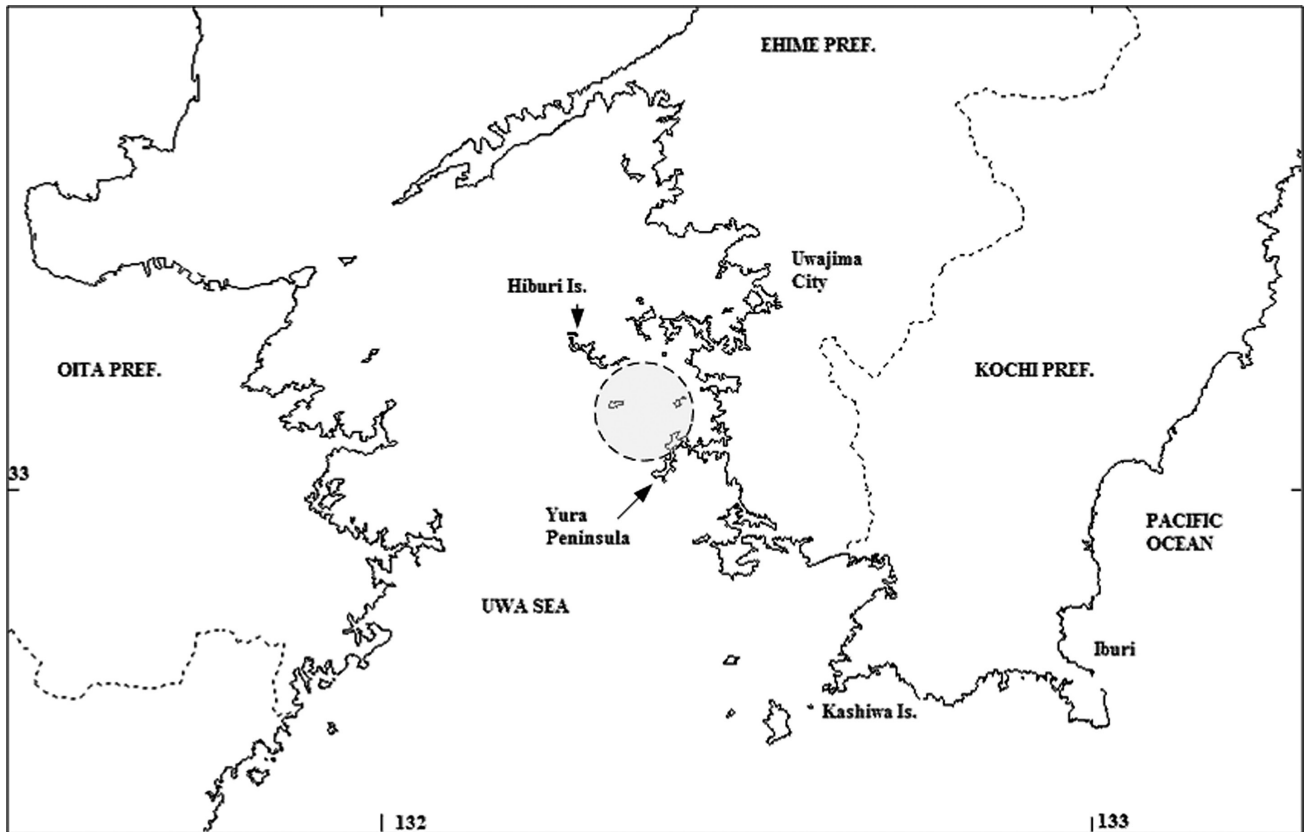 EHIME PREF.
Uwajima
City
Hiburi Is.
OITA PREF.
KOCHI PREF.
33
Yura
Peninsula
PACIFIC
OCEAN
UWA SEA
Iburi
Kashiwa Is.
132
133